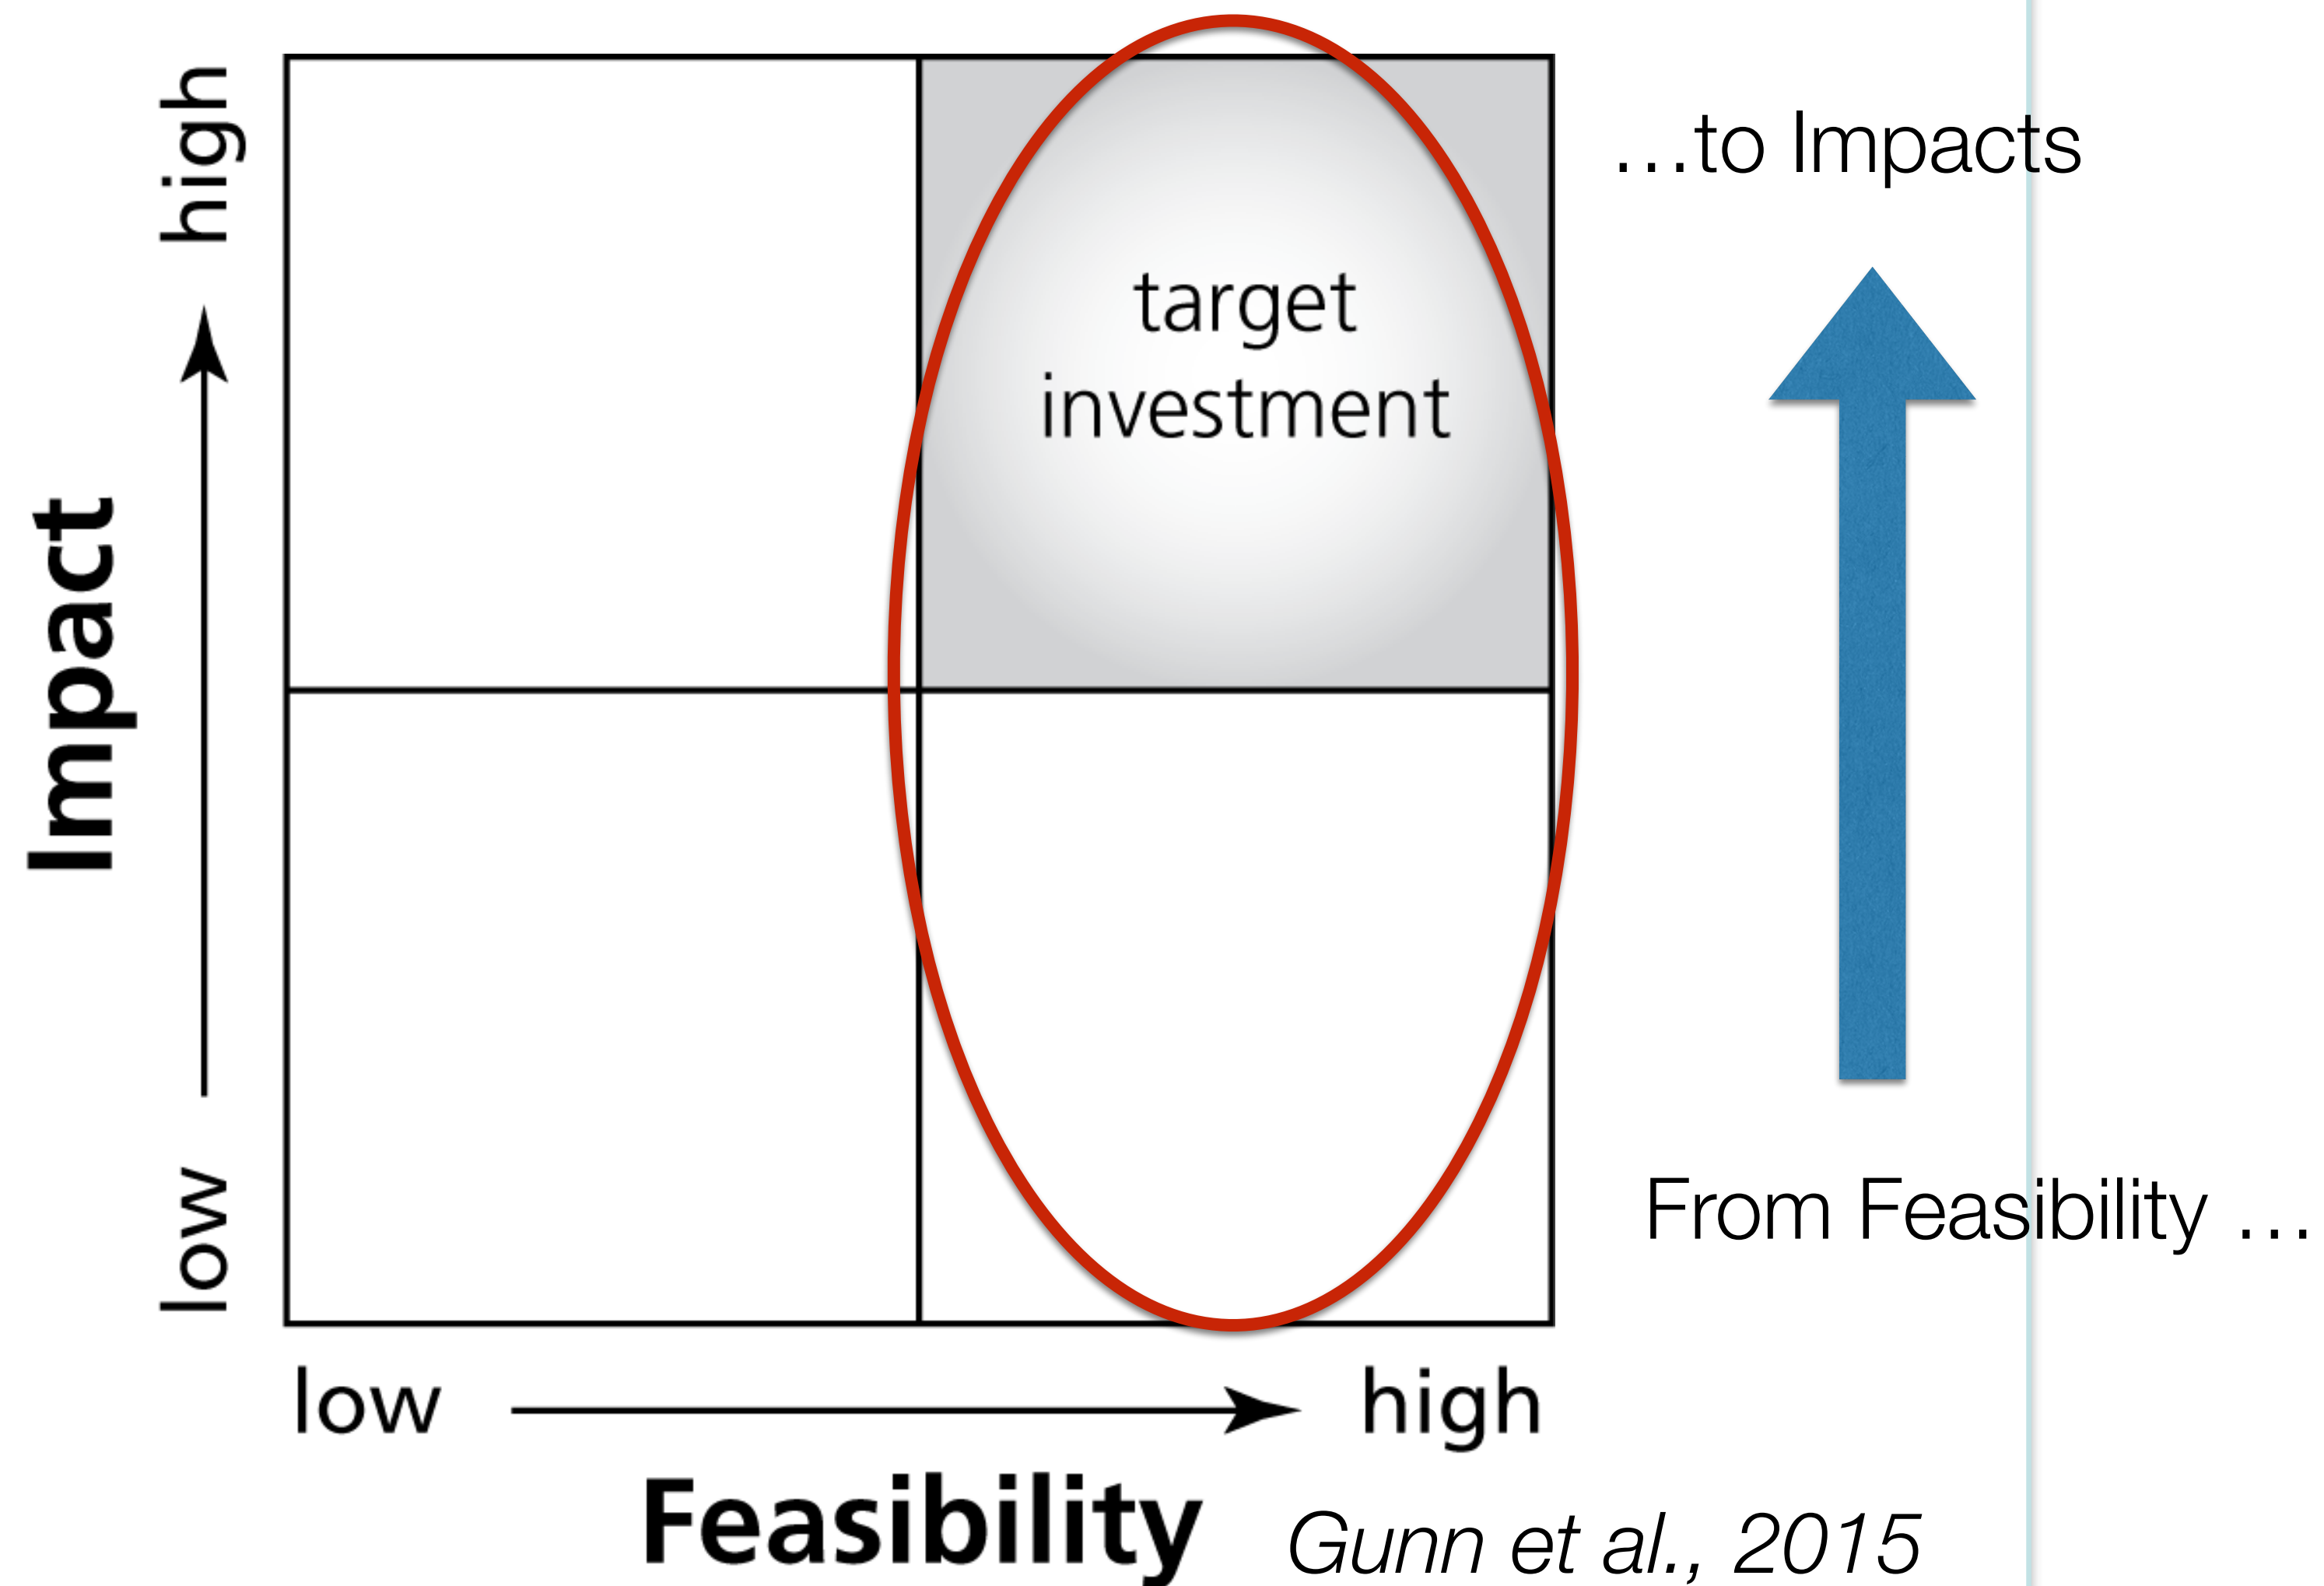 high
…to Impacts
target
investment
Impact
low
From Feasibility …
low
high
Feasibility
Gunn et al., 2015